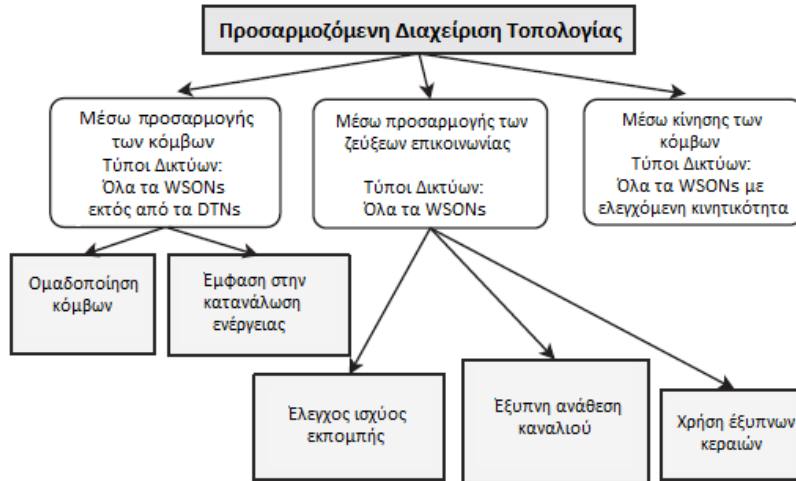 Προσαρμοζόμενη Διαχείριση Τοπολογίας
Μέσω προσαρμογής
των κόμβων
Τύποι Δικτύων:
Όλα τα WSONs
εκτός από τα DTNs
Μέσω προσαρμογής των
ζεύξεων επικοινωνίας
Τύποι Δικτύων:
Όλα τα WSONs
Μέσω κίνησης των
κόμβων
Τύποι Δικτύων:
Όλα τα WSONs με
ελεγχόμενη κινητικότητα
Ομαδοποίηση
κόμβων
Έμφαση στην
κατανάλωση
ενέργειας
Έλεγχος ισχύος
εκπομπής
Έξυπνη ανάθεση
καναλιού
Χρήση έξυπνων
κεραιών